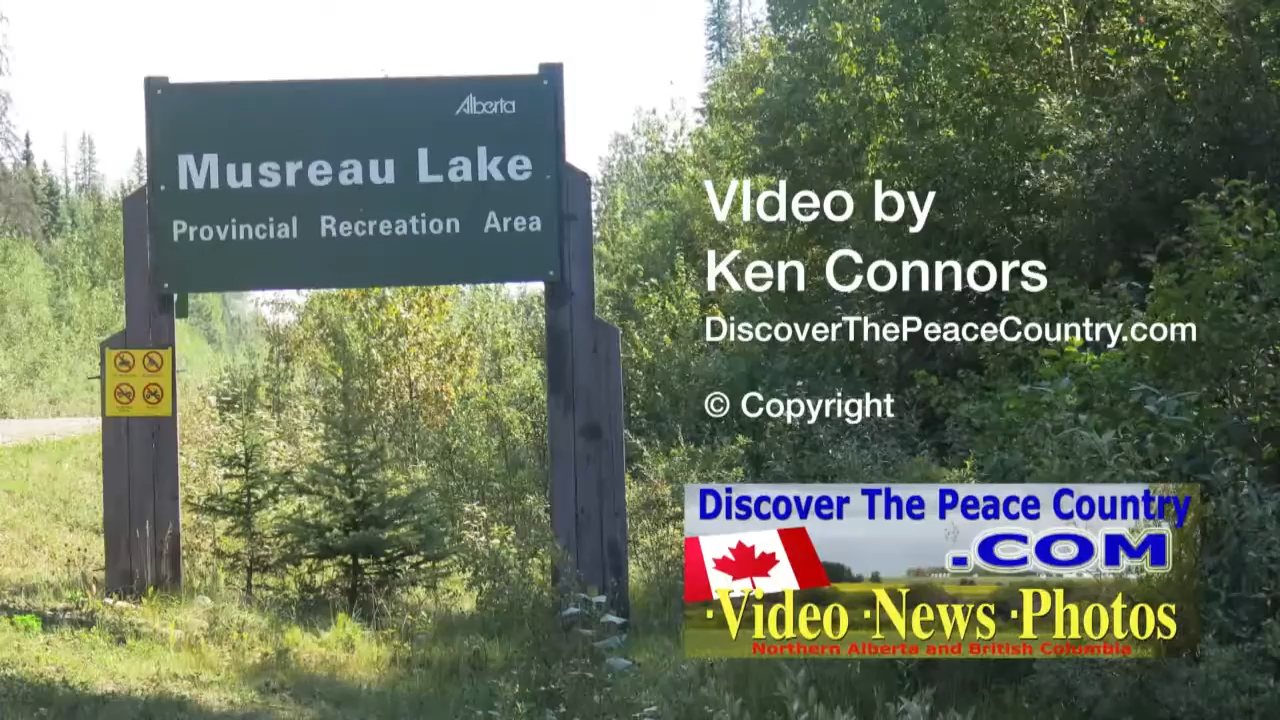 Alberta
Musreau Lake
Provincial Recreation Area
VIdeo by
Ken Connors
DiscoverThePeaceCountry.com
© Copyright
Discover The Peace Country
.COM
·Video ·News ·Photos
Northern Alberta and British Columbia